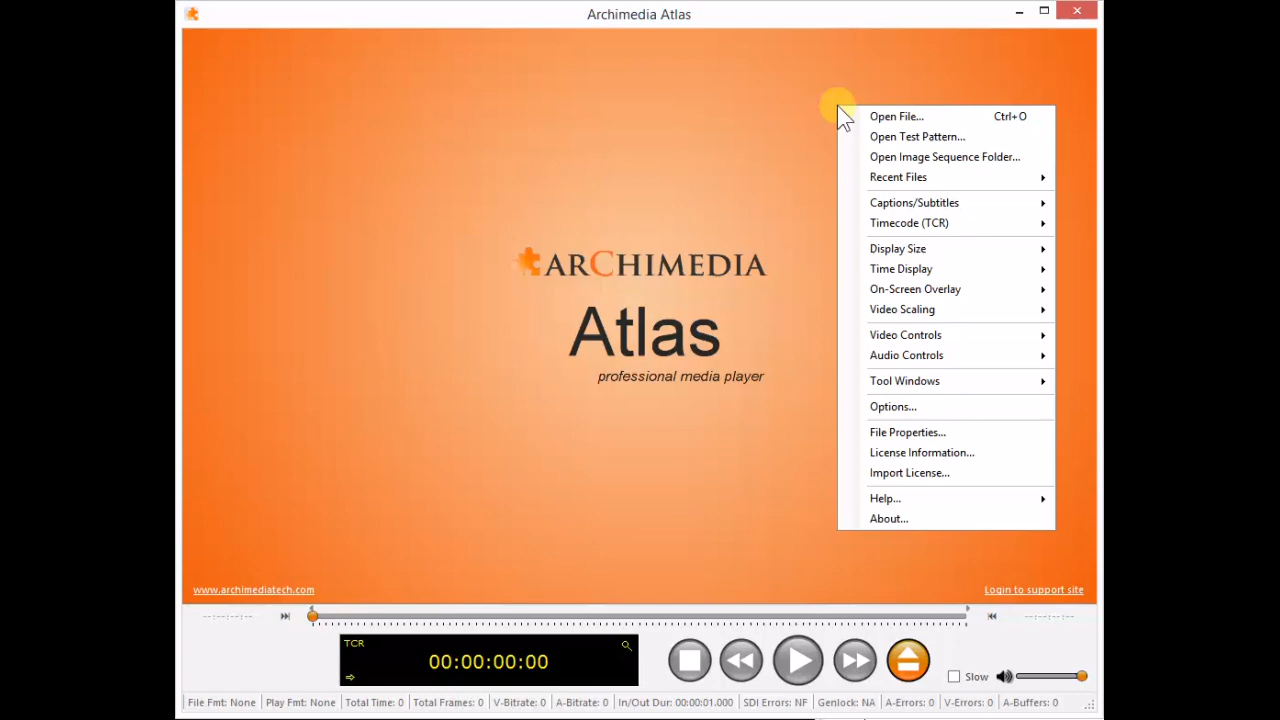 Archimedia Atlas
Open File... Ctrl+O
Open Test Pattern...
Open Image Sequence Folder...
Recent Files
Captions/Subtitles
Timecode (TCR)
Display Size
Time Display
On-Screen Overlay
Video Scaling
Video Controls
Audio Controls
Tool Windows
Options...
File Properties...
License Information...
Import License...
Help...
About...
ARCHIMEDIA
Atlas
professional media player
www.archimediatech.com
Login to support site
--:--:--:--
--:--:--:--
TCR
00:00:00:00
Slow
File Fmt: None Play Fmt: None Total Time: 0 Total Frames: 0 V-Bitrate: 0 A-Bitrate: 0 In/Out Dur: 00:00:01.000 SDI Errors: NF Genlock: NA A-Errors: 0 V-Errors: 0 A-Buffers: 0